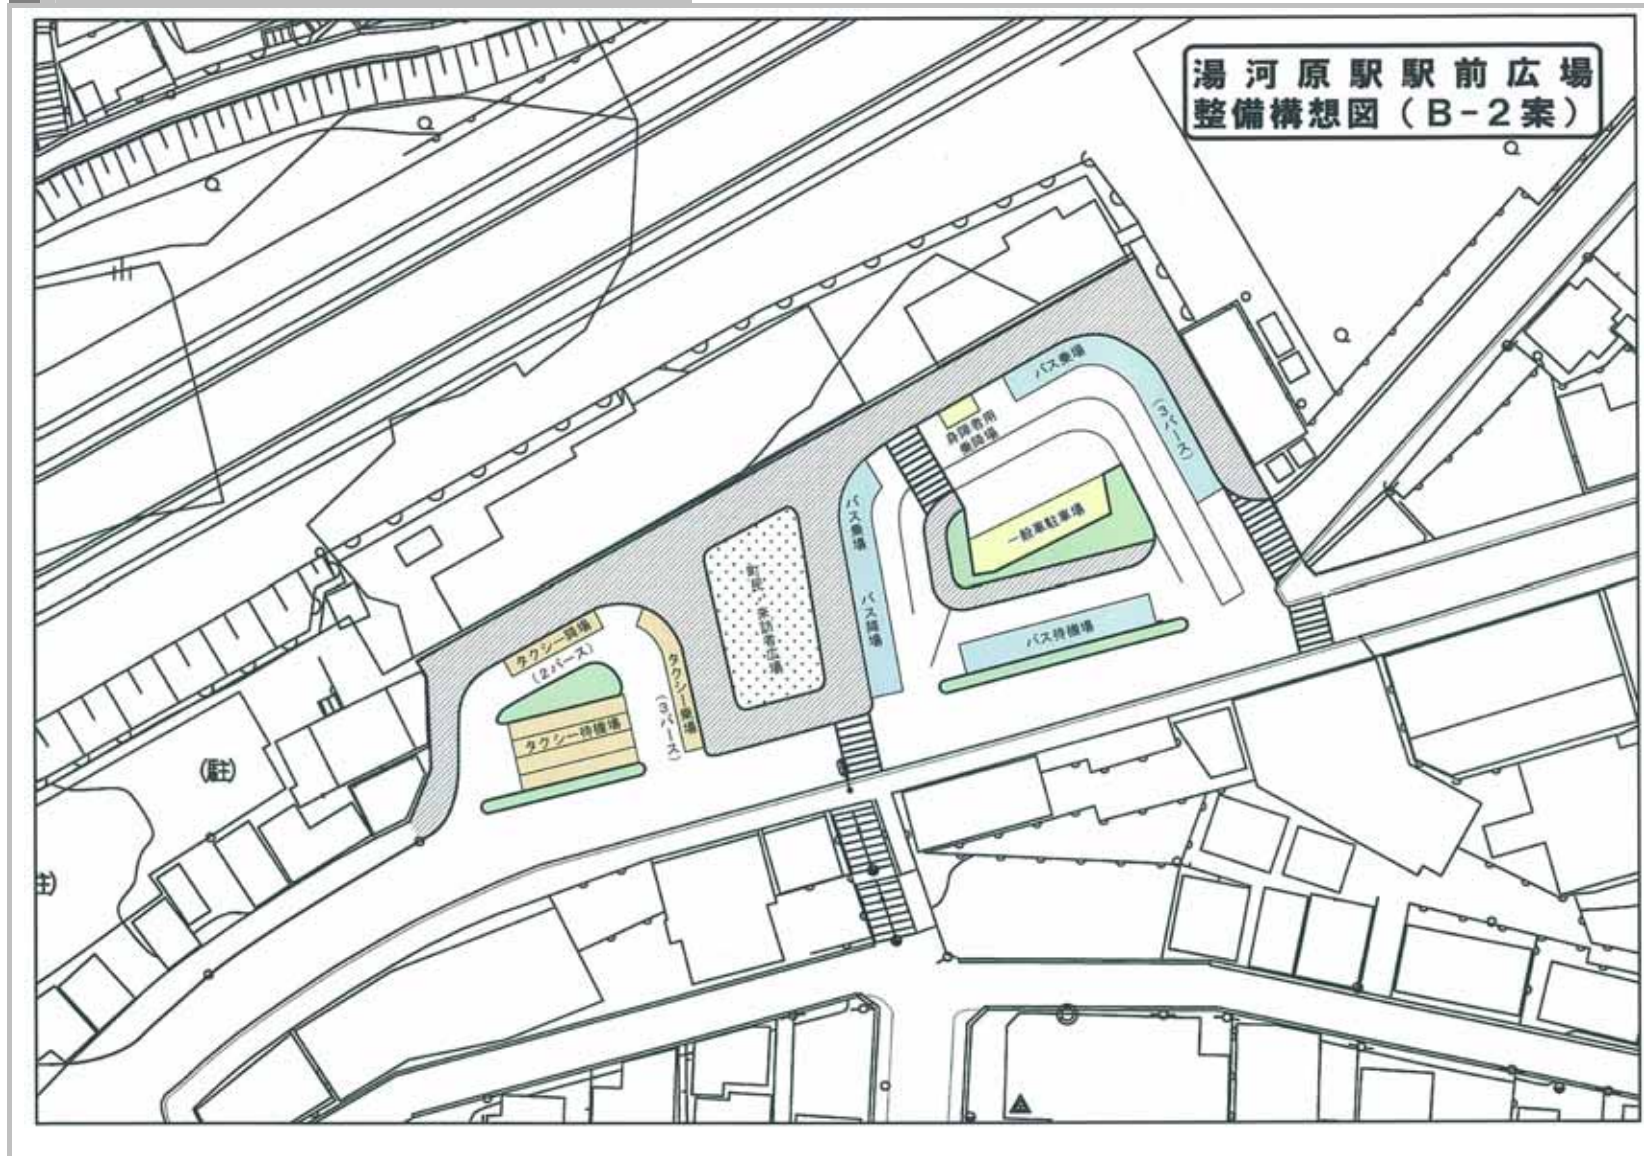 湯河原駅駅前広場
整備構想図(B-2案)
バス乗場
(3バース)
身障者用
乗降場
一般車駐車場
バス乗場
バス降場
バス待機場
町民・来訪者広場
タクシー降場
(2バース)
タクシー乗場
(3バース)
タクシー待機場
(駐)